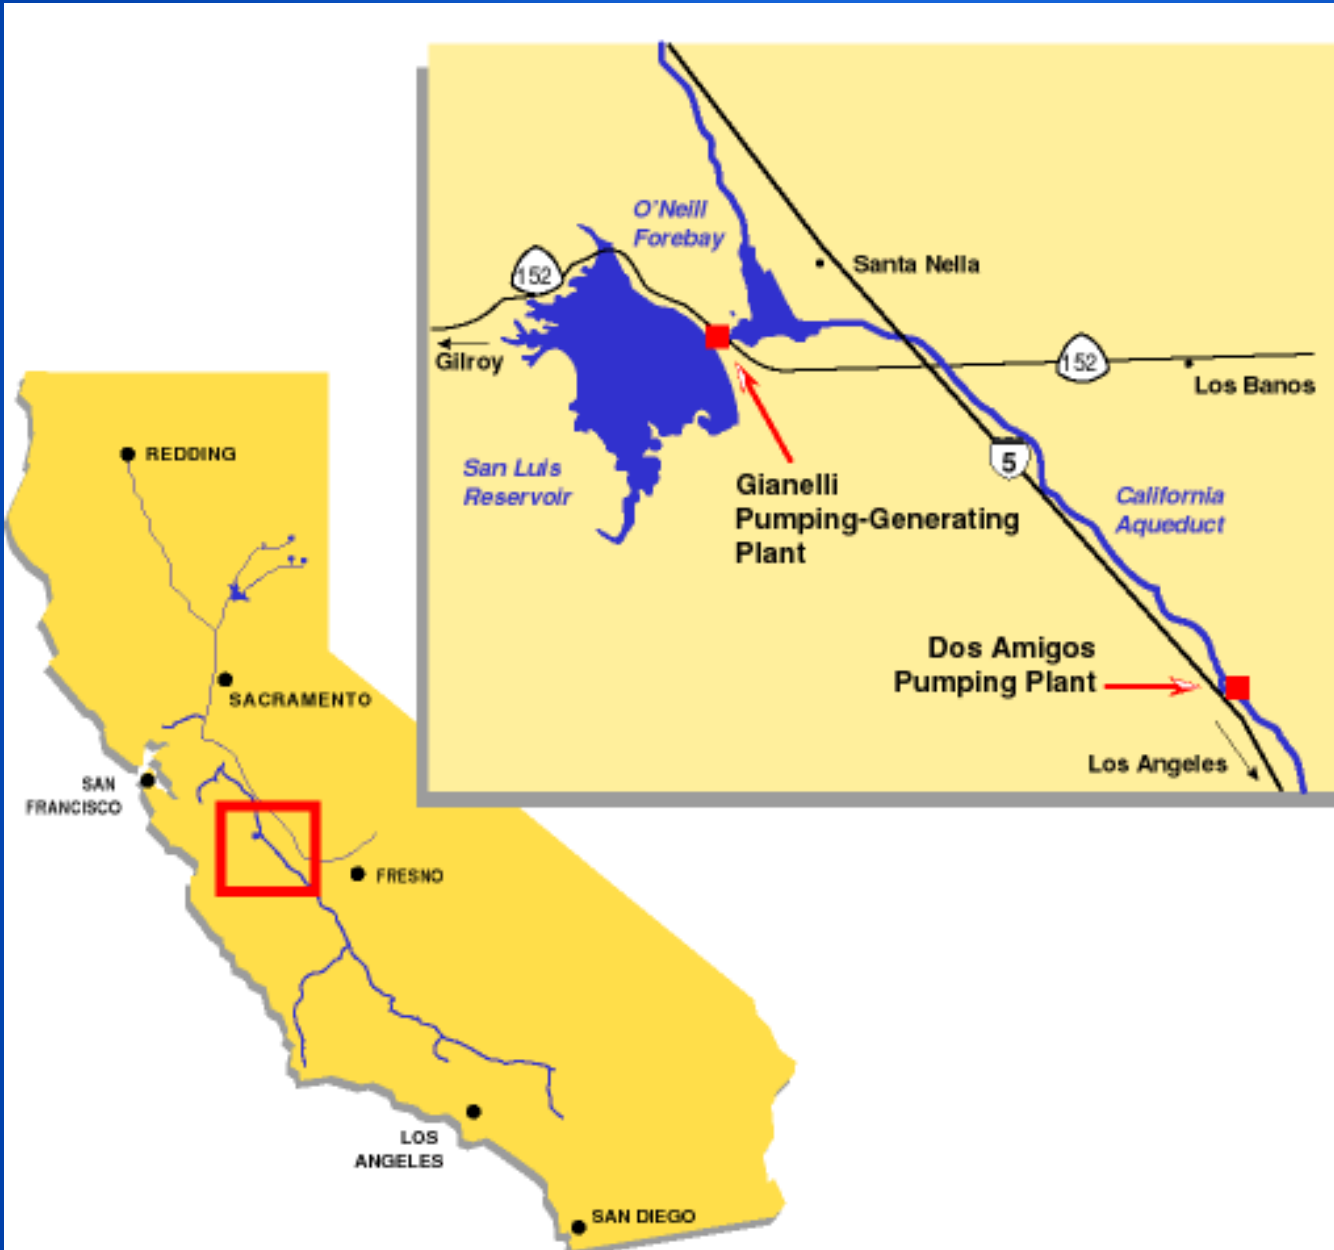 O'Neill
Forebay
152
Santa Nella
Gilroy
152
Los Banos
San Luis
Reservoir
5
Gianelli
Pumping-Generating
Plant
California
Aqueduct
Dos Amigos
Pumping Plant
Los Angeles
REDDING
SACRAMENTO
SAN
FRANCISCO
FRESNO
LOS
ANGELES
SAN DIEGO